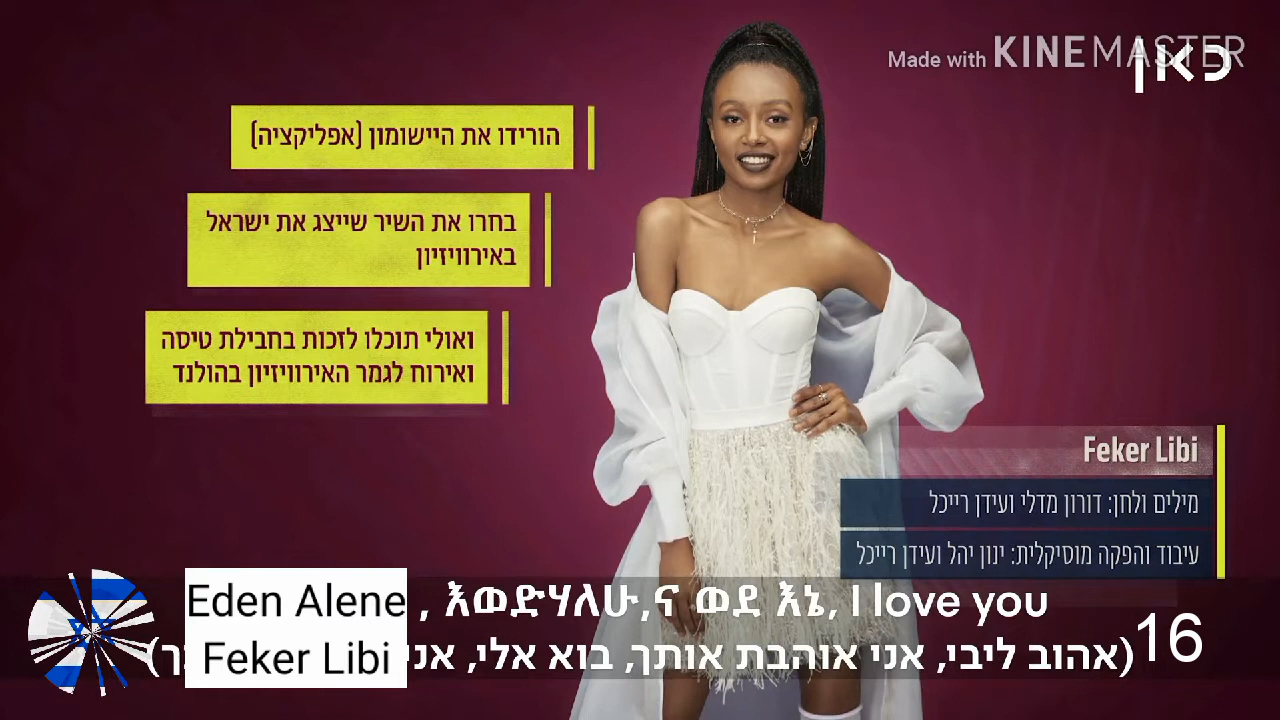 Made with KINEMASTER
כאן
הורידו את היישומון (אפליקציה)
בחרו את השיר שייצג את ישראל
באירוויזיון
ואולי תוכלו לזכות בחבילת טיסה
ואירוח לגמר האירוויזיון בהולנד
Feker Libi
מילים ולחן: דורון מדלי ועידן רייכל
עיבוד והפקה מוסיקלית: ינון יהל ועידן רייכל
Eden Alene , እወድሃለሁ,ና ወደ እኔ, I love you
Feker Libi
(אהוב ליבי, אני אוהבת אותך, בוא אלי, אני
16